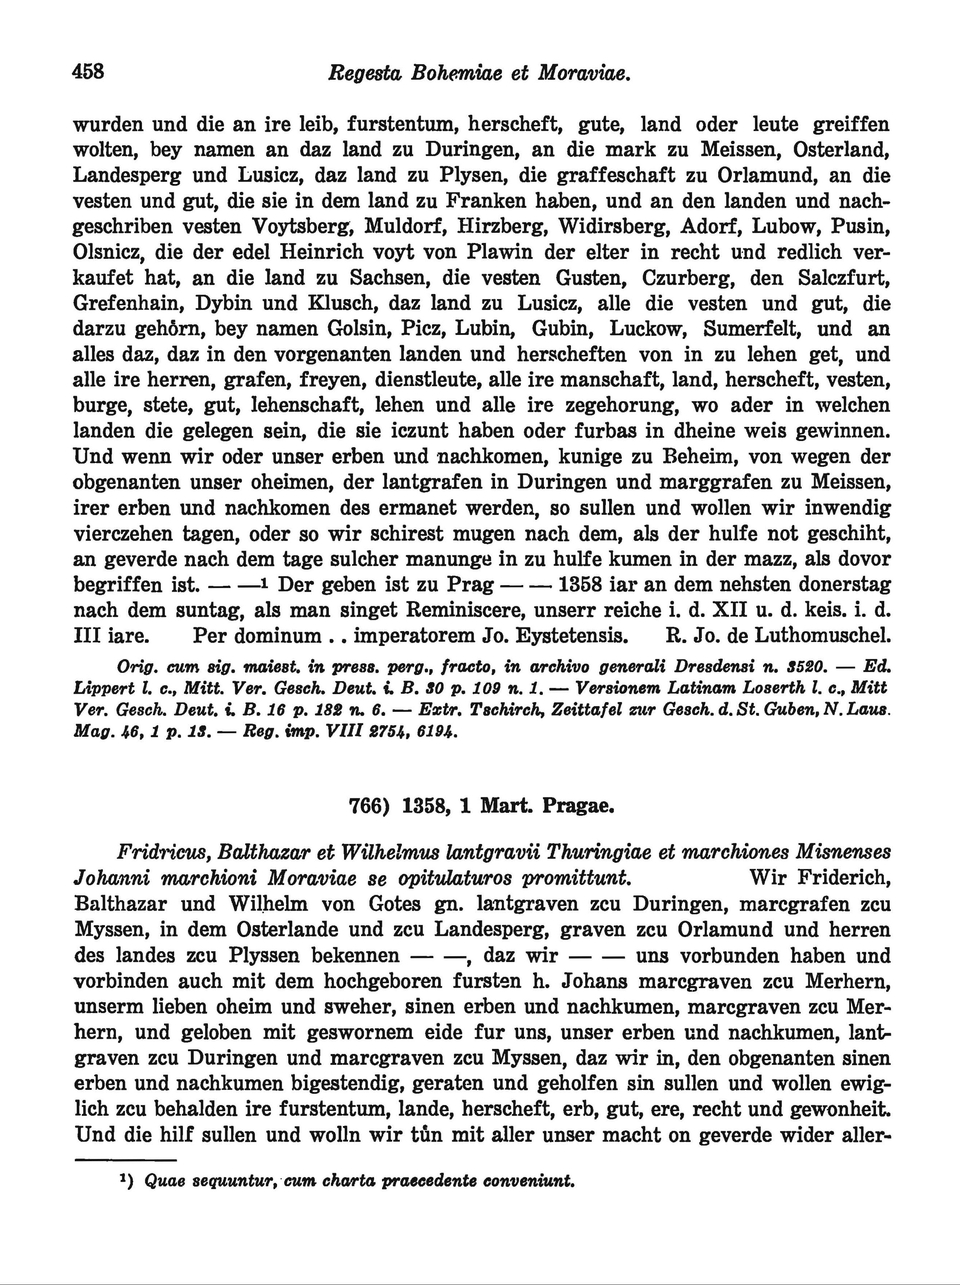 458 Regesta Bohemiae et Moraviae.
wurden und die an ire leib, furstentum, herscheft, gute, land oder leute greiffen
wolten, bey namen an daz land zu Duringen, an die mark zu Meissen, Osterland,
Landesperg und Lusicz, daz land zu Plysen, die graffeschaft zu Orlamund, an die
vesten und gut, die sie in dem land zu Franken haben, und an den landen und nach-
geschriben vesten Voytsberg, Muldorf, Hirzberg, Widirsberg, Adorf, Lubow, Pusin,
Olsnicz, die der edel Heinrich voyt von Plawin der elter in recht und redlich ver-
kaufet hat, an die land zu Sachsen, die vesten Gusten, Czurberg, den Salczfurt,
Grefenhain, Dybin und Klusch, daz land zu Lusicz, alle die vesten und gut, die
darzu gehôrn, bey namen Golsin, Picz, Lubin, Gubin, Luckow, Sumerfelt, und an
alles daz, daz in den vorgenanten landen und herscheften von in zu lehen get, und
alle ire herren, grafen, freyen, dienstleute, alle ire manschaft, land, herscheft, vesten,
burge, stete, gut, lehenschaft, lehen und alle ire zegehorung, wo ader in welchen
landen die gelegen sein, die sie iczunt haben oder furbas in dheine weis gewinnen.
Und wenn wir oder unser erben und nachkomen, kunige zu Beheim, von wegen der
obgenanten unser oheimen, der lantgrafen in Duringen und marggrafen zu Meissen,
irer erben und nachkomen des ermanet werden, so sullen und wollen wir inwendig
vierczehen tagen, oder so wir schirest mugen nach dem, als der hulfe not geschiht,
an geverde nach dem tage sulcher manunge in zu hulfe kumen in der mazz, als dovor
begriffen ist. — —¹ Der geben ist zu Prag — — 1358 iar an dem nehsten donerstag
nach dem suntag, als man singet Reminiscere, unserr reiche i. d. XII u. d. keis. i. d.
III iare. Per dominum . . imperatorem Jo. Eystetensis. R. Jo. de Luthomuschel.
Orig. cum sig. maiest. in press. perg., fracto, in archivo generali Dresdensi n. 3520. — Ed.
Lippert l. c., Mitt. Ver. Gesch. Deut. i. B. 30 p. 109 n. 1. — Versionem Latinam Loserth l. c., Mitt
Ver. Gesch. Deut. i. B. 16 p. 182 n. 6. — Extr. Tschirch, Zeittafel zur Gesch. d. St. Guben, N. Laus.
Mag. 46, 1 p. 13. — Reg. imp. VIII 2754, 6194.
766) 1358, 1 Mart. Pragae.
Fridricus, Balthazar et Wilhelmus lantgravii Thuringiae et marchiones Misnenses
Johanni marchioni Moraviae se opitulaturos promittunt. Wir Friderich,
Balthazar und Wilhelm von Gotes gn. lantgraven zcu Duringen, marcgrafen zcu
Myssen, in dem Osterlande und zcu Landesperg, graven zcu Orlamund und herren
des landes zcu Plyssen bekennen — —, daz wir — — uns vorbunden haben und
vorbinden auch mit dem hochgeboren fursten h. Johans marcgraven zcu Merhern,
unserm lieben oheim und sweher, sinen erben und nachkumen, marcgraven zcu Mer-
hern, und geloben mit geswornem eide fur uns, unser erben und nachkumen, lant-
graven zcu Duringen und marcgraven zcu Myssen, daz wir in, den obgenanten sinen
erben und nachkumen bigestendig, geraten und geholfen sin sullen und wollen ewig-
lich zcu behalden ire furstentum, lande, herscheft, erb, gut, ere, recht und gewonheit.
Und die hilf sullen und wolln wir tůn mit aller unser macht on geverde wider aller-
¹) Quae sequuntur, cum charta praecedente conveniunt.